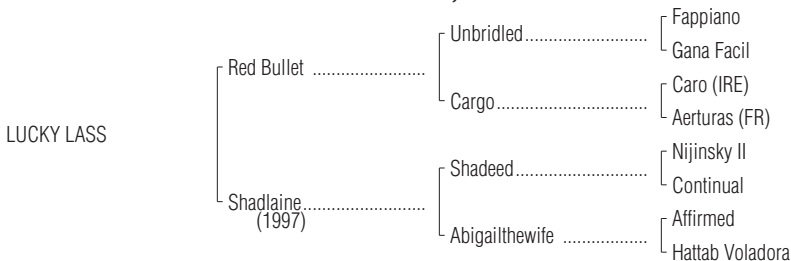 Fappiano
Unbridled
Gana Facil
Red Bullet
Caro (IRE)
Cargo
Aerturas (FR)
LUCKY LASS
Nijinsky II
Shadeed
Continual
Shadlaine
(1997)
Affirmed
Abigailthewife
Hattab Voladora